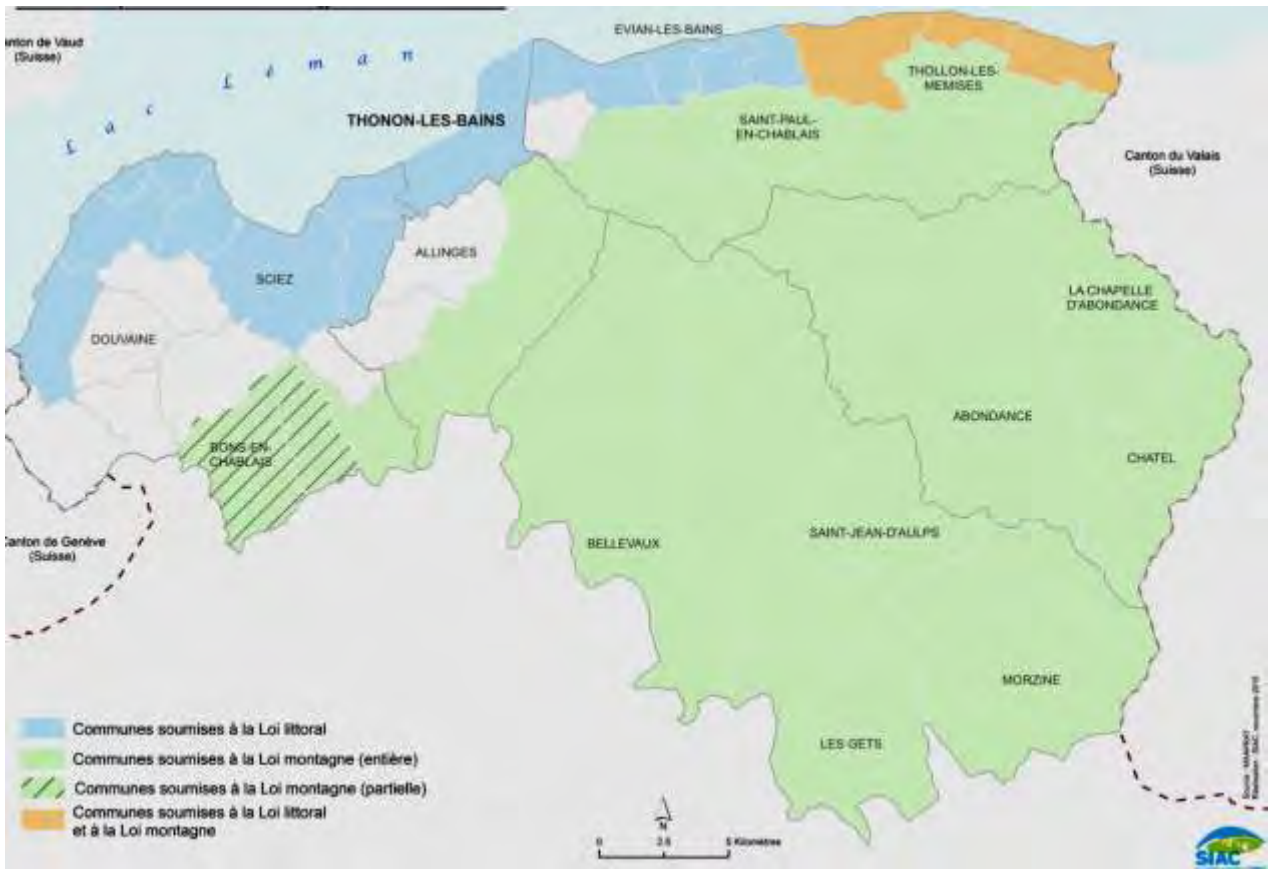 Canton de Vaud
(Suisse)
Lac Léman
EVIAN-LES-BAINS
THOLLON-LES-
MEMISES
THONON-LES-BAINS
SAINT-PAUL-
EN-CHABLAIS
Canton du Valais
(Suisse)
ALLINGES
SCIEZ
LA CHAPELLE
D'ABONDANCE
DOUVAINE
ABONDANCE
BONS-EN-
CHABLAIS
CHATEL
Canton de Genève
(Suisse)
BELLEVAUX
SAINT-JEAN-D'AULPS
MORZINE
LES GETS
Communes soumises à la Loi littoral
Communes soumises à la Loi montagne (entière)
Communes soumises à la Loi montagne (partielle)
Communes soumises à la Loi littoral
et à la Loi montagne
N
0 2.5 5 Kilomètres
SIAC